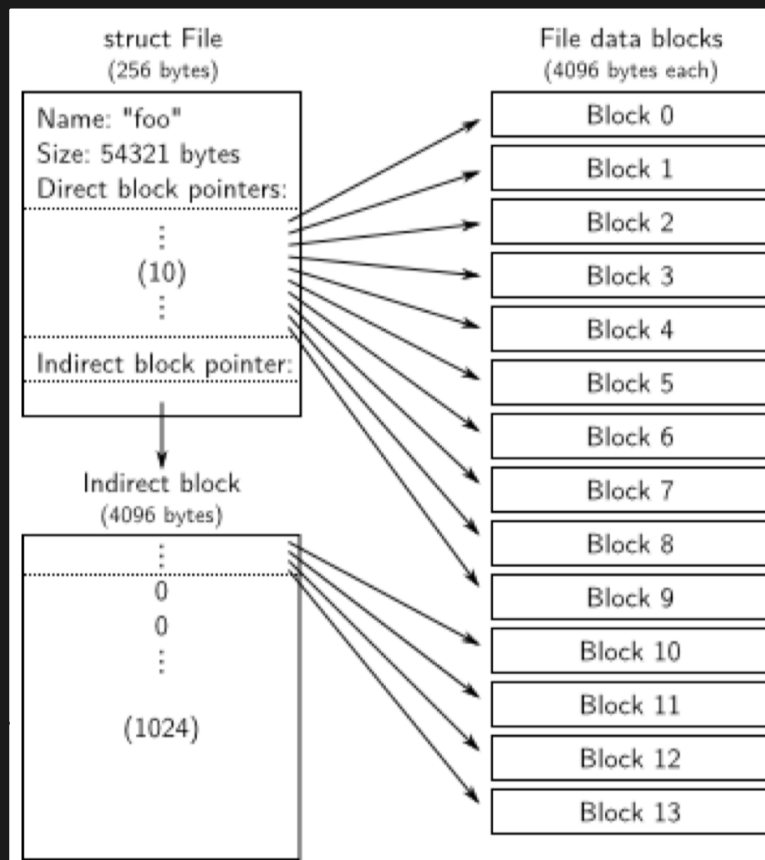 struct File
(256 bytes)
Name: "foo"
Size: 54321 bytes
Direct block pointers:
⋮
(10)
⋮
Indirect block pointer:
Indirect block
(4096 bytes)
⋮
0
0
⋮
(1024)
File data blocks
(4096 bytes each)
Block 0
Block 1
Block 2
Block 3
Block 4
Block 5
Block 6
Block 7
Block 8
Block 9
Block 10
Block 11
Block 12
Block 13